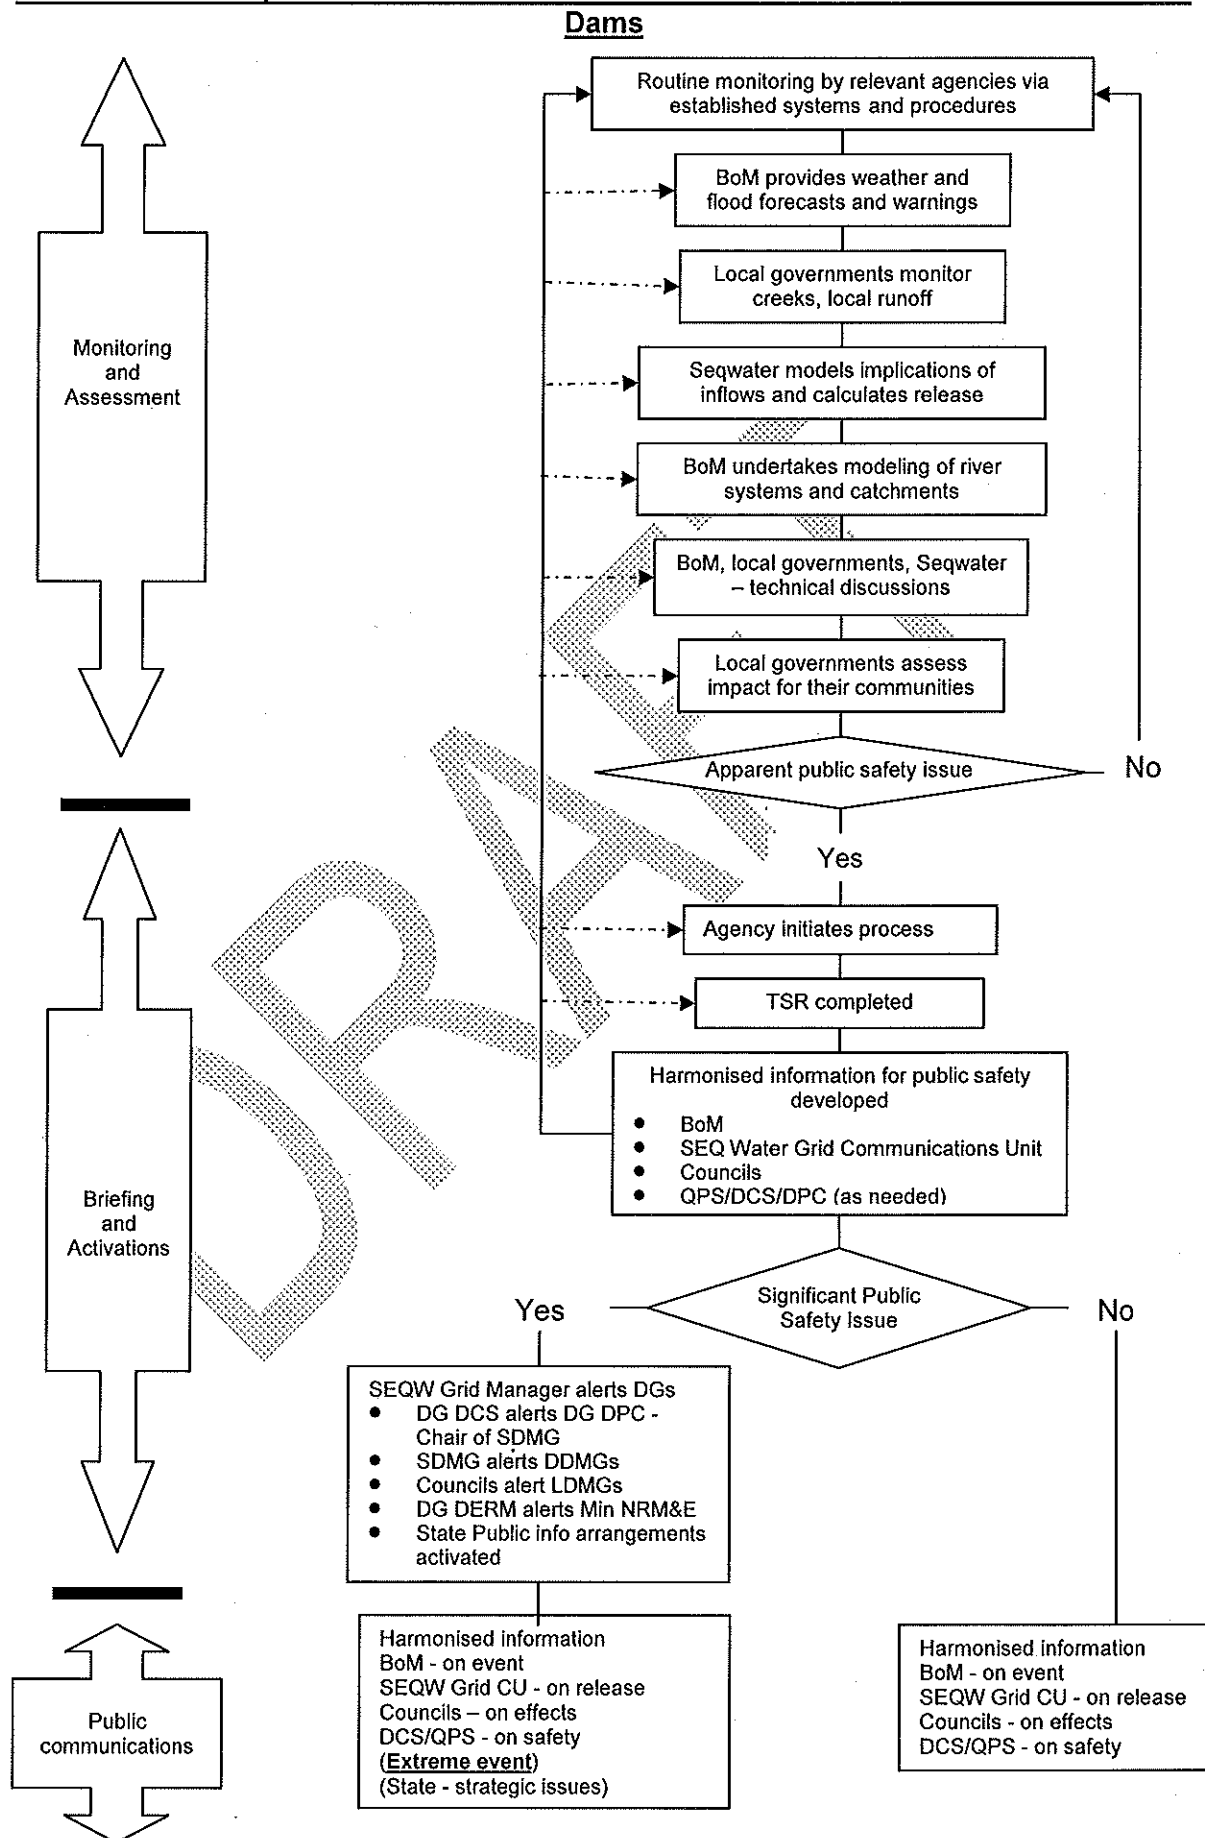 Dams
Routine monitoring by relevant agencies via
established systems and procedures
BoM provides weather and
flood forecasts and warnings
Local governments monitor
creeks, local runoff
Monitoring
and
Assessment
Seqwater models implications of
inflows and calculates release
BoM undertakes modeling of river
systems and catchments
BoM, local governments, Seqwater
– technical discussions
Local governments assess
impact for their communities
Apparent public safety issue
No
Yes
Agency initiates process
TSR completed
Harmonised information for public safety
developed
● BoM
● SEQ Water Grid Communications Unit
● Councils
● QPS/DCS/DPC (as needed)
Briefing
and
Activations
DRAFT
Significant Public
Safety Issue
Yes
No
SEQW Grid Manager alerts DGs
● DG DCS alerts DG DPC -
Chair of SDMG
● SDMG alerts DDMGs
● Councils alert LDMGs
● DG DERM alerts Min NRM&E
● State Public info arrangements
activated
Public
communications
Harmonised information
BoM - on event
SEQW Grid CU - on release
Councils – on effects
DCS/QPS - on safety
(Extreme event)
(State - strategic issues)
Harmonised information
BoM - on event
SEQW Grid CU - on release
Councils - on effects
DCS/QPS - on safety